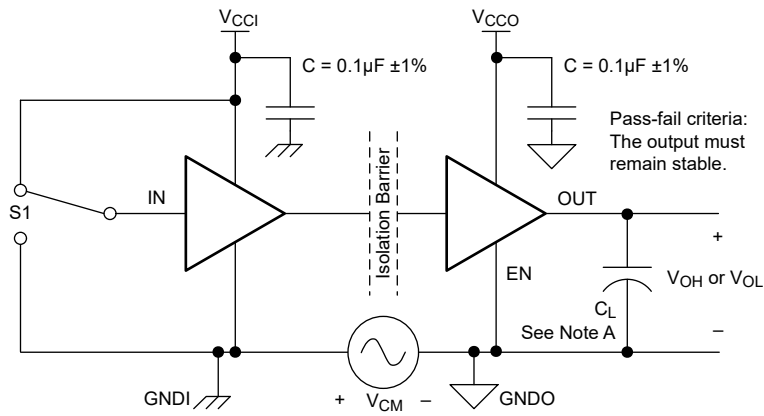 VCCI
VCCO
C = 0.1µF ±1%
C = 0.1µF ±1%
Pass-fail criteria:
The output must
remain stable.
Isolation Barrier
IN
OUT
S1
EN
+
VOH or VOL
CL
See Note A
–
GNDI
+ VCM –
GNDO